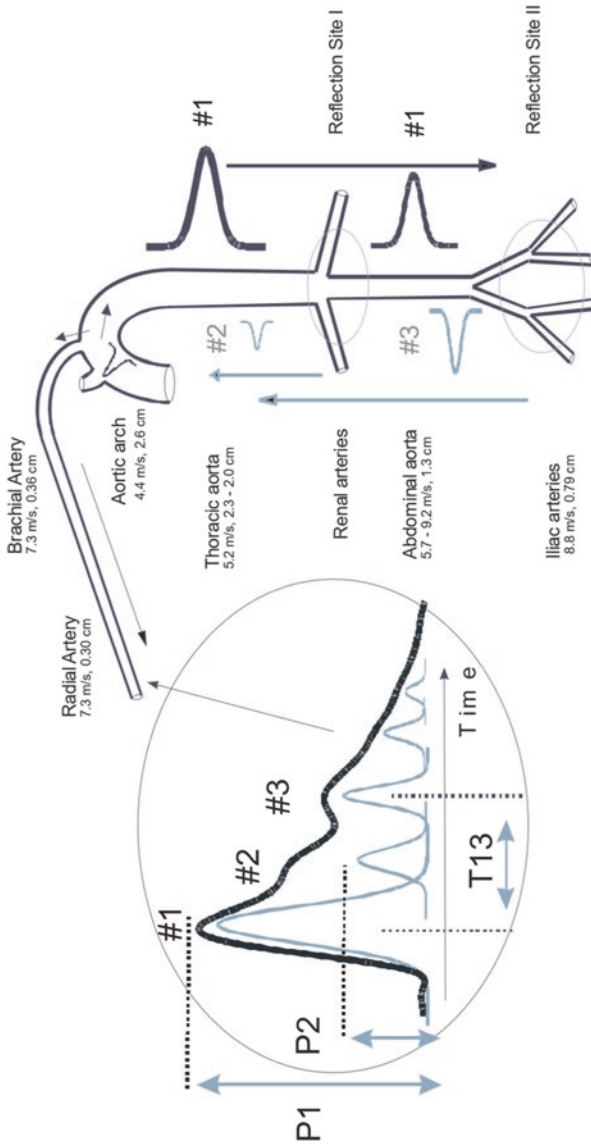 Brachial Artery
7.3 m/s, 0.36 cm
Radial Artery
7.3 m/s, 0.30 cm
Aortic arch
4.4 m/s, 2.6 cm
Thoracic aorta
5.2 m/s, 2.3 - 2.0 cm
Renal arteries
Abdominal aorta
5.7 - 9.2 m/s, 1.3 cm
Iliac arteries
8.8 m/s, 0.79 cm
#1
#2
Reflection Site I
#1
#3
Reflection Site II
#1
#2
#3
P1
P2
T13
Tim e